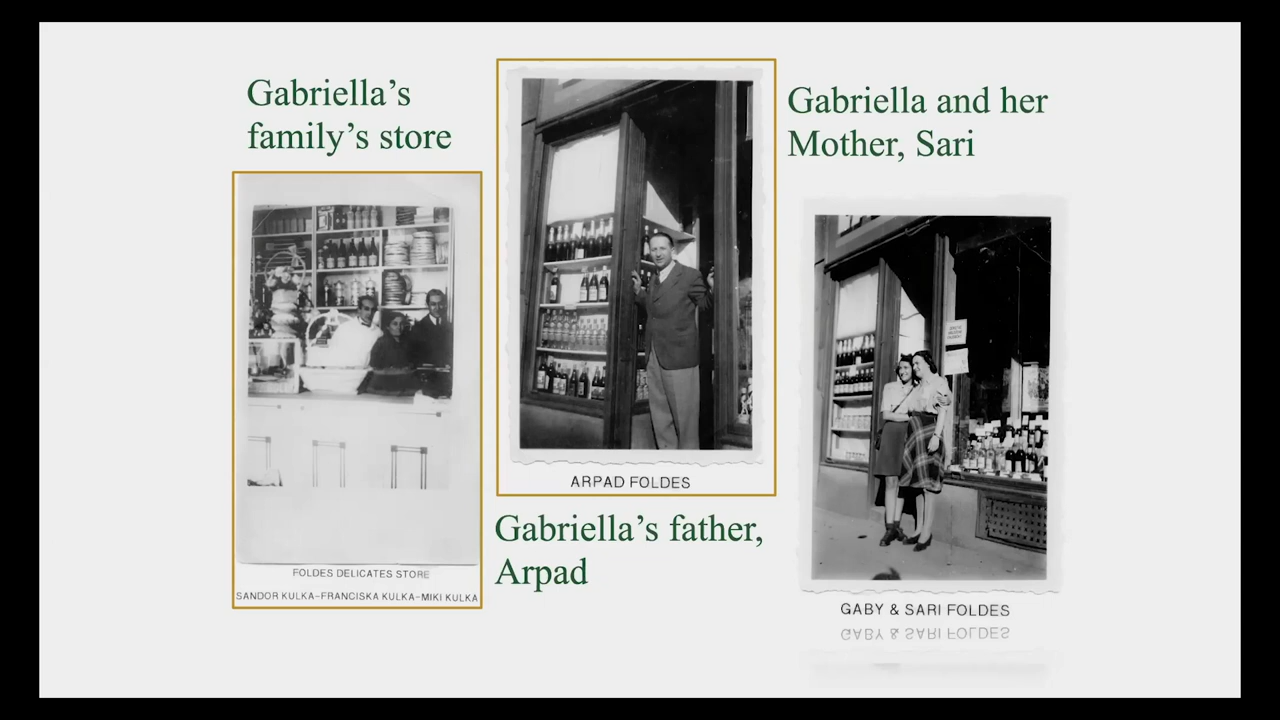 Gabriella’s
family’s store
FOLDES DELICATES STORE
SANDOR KULKA–FRANCISKA KULKA–MIKI KULKA
ARPAD FOLDES
Gabriella’s father,
Arpad
Gabriella and her
Mother, Sari
GABY & SARI FOLDES